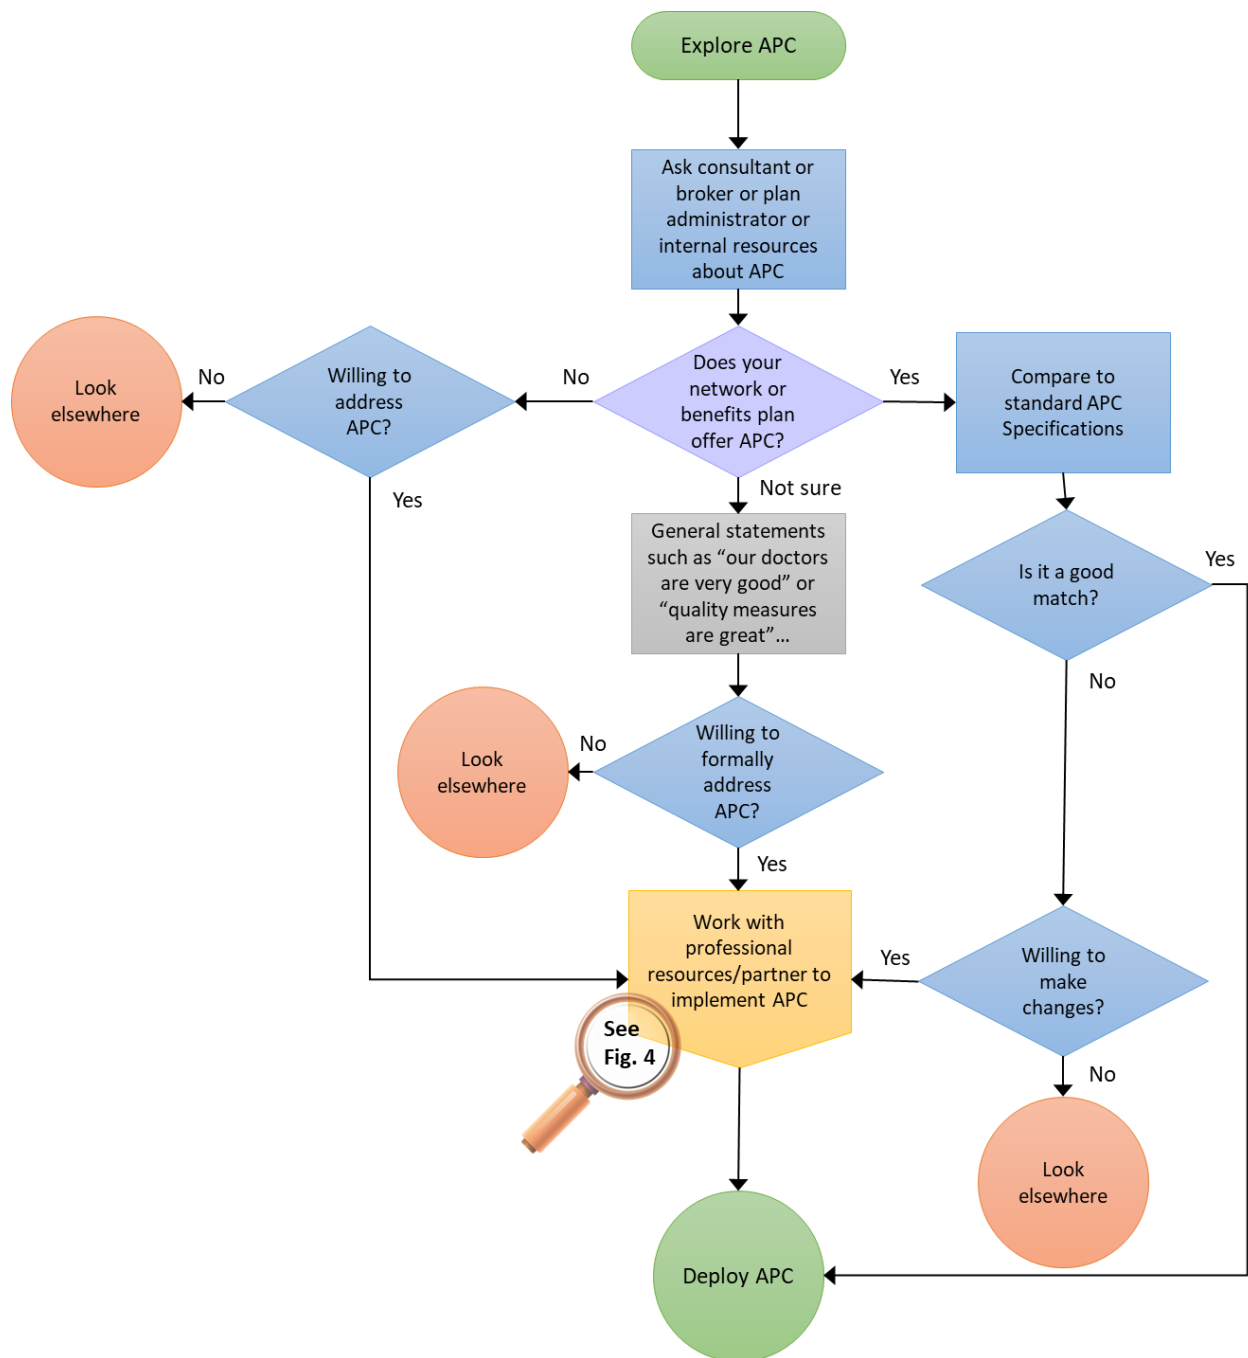 Explore APC
Ask consultant or
broker or plan
administrator or
internal resources
about APC
Does your
network or
benefits plan
offer APC?
No
Willing to
address
APC?
No
Look
elsewhere
Yes
Yes
Compare to
standard APC
Specifications
Not sure
General statements
such as “our doctors
are very good” or
“quality measures
are great”...
Is it a good
match?
Yes
No
Willing to
formally
address
APC?
No
Look
elsewhere
Yes
Work with
professional
resources/partner to
implement APC
See
Fig. 4
Yes
Willing to
make
changes?
No
Look
elsewhere
Deploy APC